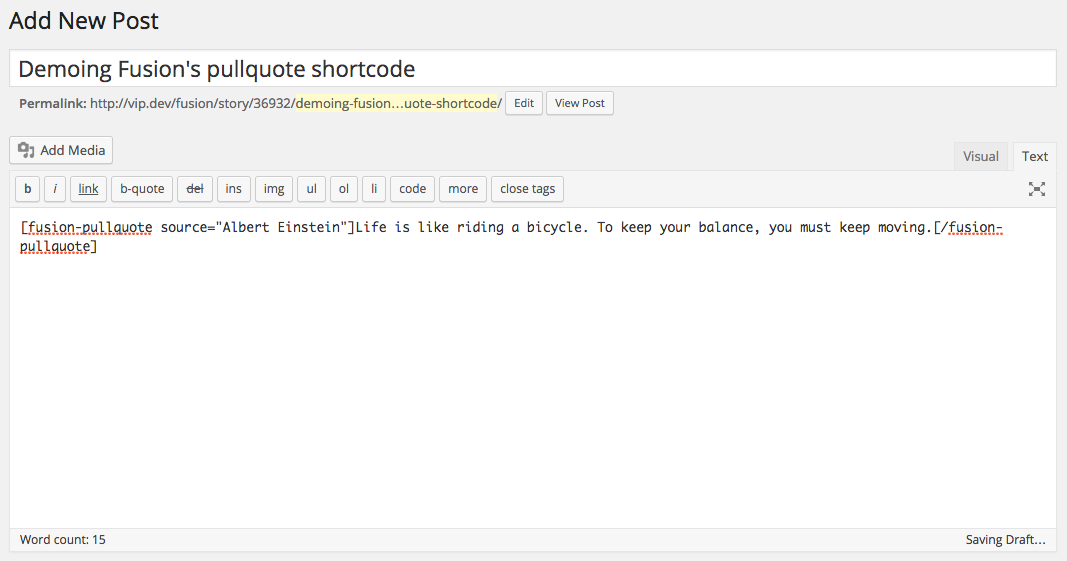 Add New Post
Demoing Fusion's pullquote shortcode
Permalink: http://vip.dev/fusion/story/36932/demoing-fusion...uote-shortcode/ Edit View Post
Add Media Visual Text
b i link b-quote del ins img ul ol li code more close tags
[fusion-pullquote source="Albert Einstein"]Life is like riding a bicycle. To keep your balance, you must keep moving.[/fusion-
pullquote]
Word count: 15 Saving Draft...